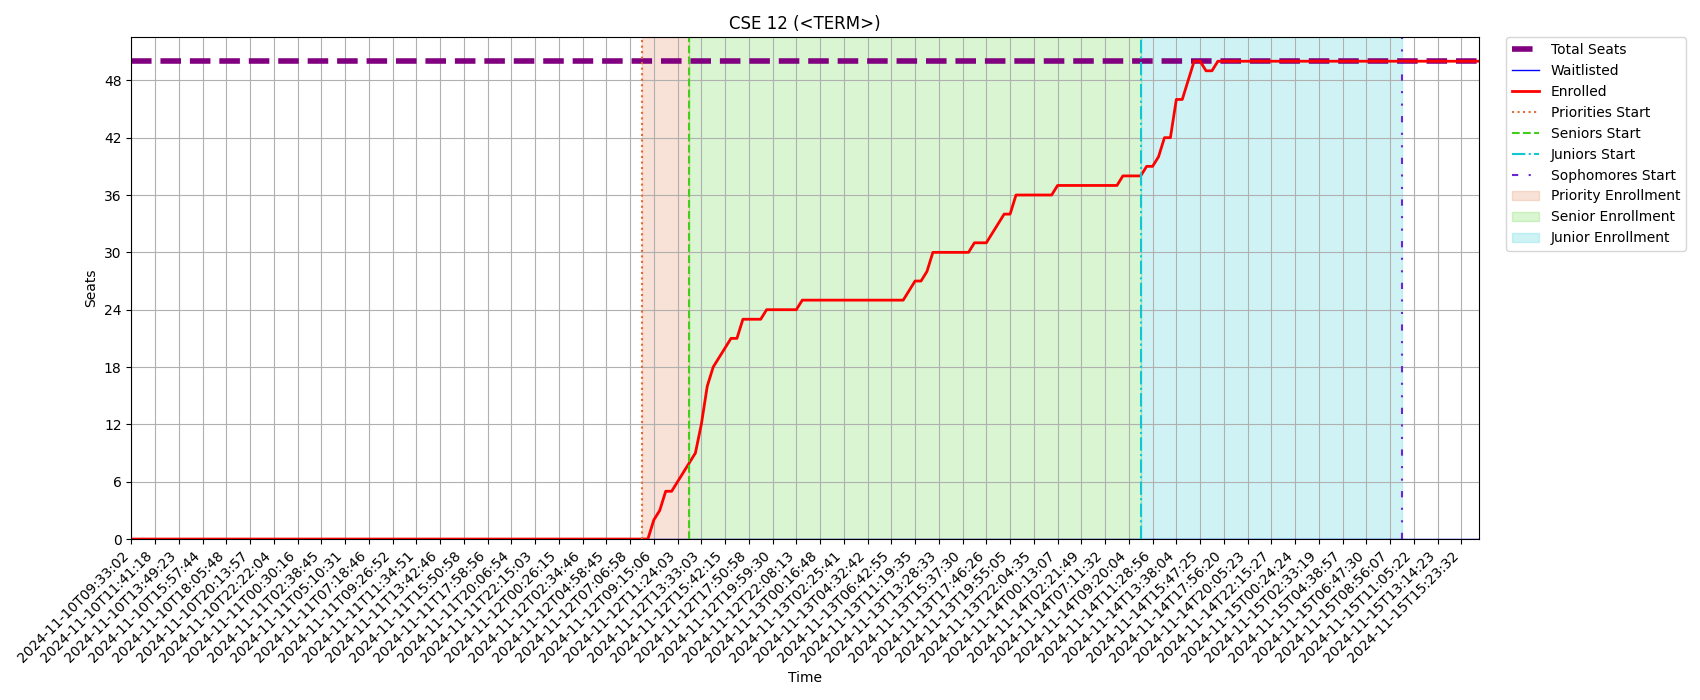 CSE 12 (<TERM>)
Total Seats
Waitlisted
Enrolled
Priorities Start
Seniors Start
Juniors Start
Sophomores Start
Priority Enrollment
Senior Enrollment
Junior Enrollment
Seats
48
42
36
30
24
18
12
6
0
2024-11-10T09:33:02
2024-11-10T11:41:18
2024-11-10T13:49:23
2024-11-10T15:57:44
2024-11-10T18:05:48
2024-11-10T20:13:57
2024-11-10T22:22:04
2024-11-11T00:30:16
2024-11-11T02:38:45
2024-11-11T05:10:31
2024-11-11T07:18:46
2024-11-11T09:26:52
2024-11-11T11:34:51
2024-11-11T13:42:46
2024-11-11T15:50:58
2024-11-11T17:58:56
2024-11-11T20:06:54
2024-11-11T22:15:03
2024-11-12T00:26:15
2024-11-12T02:34:46
2024-11-12T04:58:45
2024-11-12T07:06:58
2024-11-12T09:15:06
2024-11-12T11:24:03
2024-11-12T13:33:03
2024-11-12T15:42:15
2024-11-12T17:50:58
2024-11-12T19:59:30
2024-11-12T22:08:13
2024-11-13T00:16:48
2024-11-13T02:25:41
2024-11-13T04:32:42
2024-11-13T06:42:55
2024-11-13T11:19:35
2024-11-13T13:28:33
2024-11-13T15:37:30
2024-11-13T17:46:26
2024-11-13T19:55:05
2024-11-13T22:04:35
2024-11-14T00:13:07
2024-11-14T02:21:49
2024-11-14T07:11:32
2024-11-14T09:20:04
2024-11-14T11:28:56
2024-11-14T13:38:04
2024-11-14T15:47:25
2024-11-14T17:56:20
2024-11-14T20:05:23
2024-11-14T22:15:27
2024-11-15T00:24:24
2024-11-15T02:33:19
2024-11-15T04:38:57
2024-11-15T06:47:30
2024-11-15T08:56:07
2024-11-15T11:05:22
2024-11-15T13:14:23
2024-11-15T15:23:32
Time